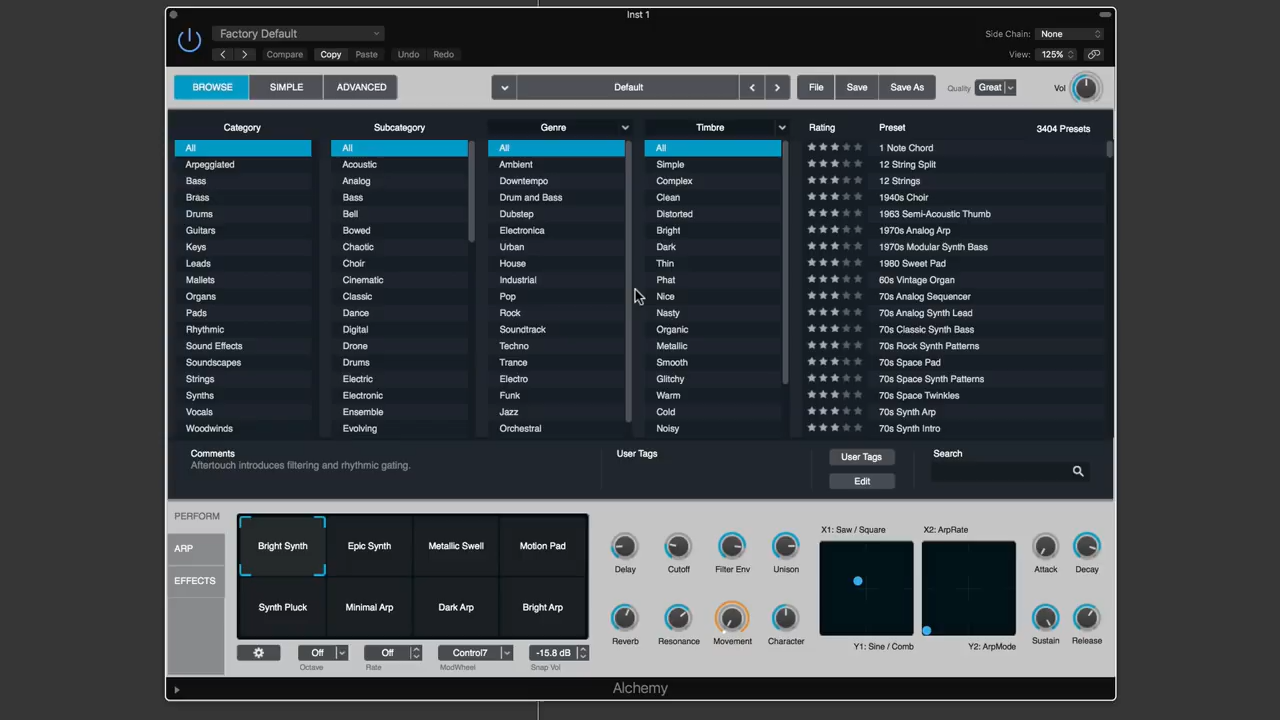 Inst 1
Factory Default
Side Chain: None
Compare Copy Paste Undo Redo
View: 125%
BROWSE SIMPLE ADVANCED Default File Save Save As Quality Great Vol
Category Subcategory Genre Timbre Rating Preset 3404 Presets
All All All All 1 Note Chord
Arpeggiated Acoustic Ambient Simple 12 String Split
Bass Analog Downtempo Complex 12 Strings
Brass Bass Drum and Bass Clean 1940s Choir
Drums Bell Dubstep Distorted 1963 Semi-Acoustic Thumb
Guitars Bowed Electronica Bright 1970s Analog Arp
Keys Chaotic Urban Dark 1970s Modular Synth Bass
Leads Choir House Thin 1980 Sweet Pad
Mallets Cinematic Industrial Phat 60s Vintage Organ
Organs Classic Pop Nice 70s Analog Sequencer
Pads Dance Rock Nasty 70s Analog Synth Lead
Rhythmic Digital Soundtrack Organic 70s Classic Synth Bass
Sound Effects Drone Techno Metallic 70s Rock Synth Patterns
Soundscapes Drums Trance Smooth 70s Space Pad
Strings Electric Electro Glitchy 70s Space Synth Patterns
Synths Electronic Funk Warm 70s Space Twinkles
Vocals Ensemble Jazz Cold 70s Synth Arp
Woodwinds Evolving Orchestral Noisy 70s Synth Intro
Comments User Tags User Tags Search
Aftertouch introduces filtering and rhythmic gating.
Edit
PERFORM
ARP
EFFECTS
Bright Synth Epic Synth Metallic Swell Motion Pad
Synth Pluck Minimal Arp Dark Arp Bright Arp
Off Off Control7 -15.8 dB
Octave Rate ModWheel Snap Vol
Delay Cutoff Filter Env Unison
Reverb Resonance Movement Character
X1: Saw / Square X2: ArpRate
Y1: Sine / Comb Y2: ArpMode
Attack Decay
Sustain Release
Alchemy